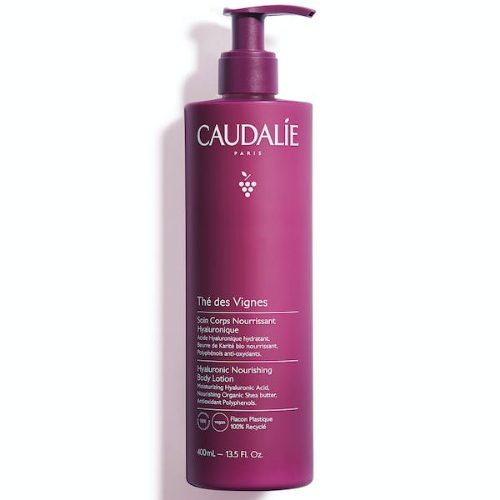 CAUDALÍE
PARIS
Thé des Vignes
Soin Corps Nourrissant
Hyaluronique
Acide Hyaluronique hydratant,
Beurre de Karité bio nourrissant,
Polyphénols anti-oxydants.
Hyaluronic Nourishing
Body Lotion
Moisturizing Hyaluronic Acid,
Nourishing Organic Shea butter,
Antioxidant Polyphenols.
vegan
Flacon Plastique
100% Recyclé
400mL – 13.5 Fl. Oz.